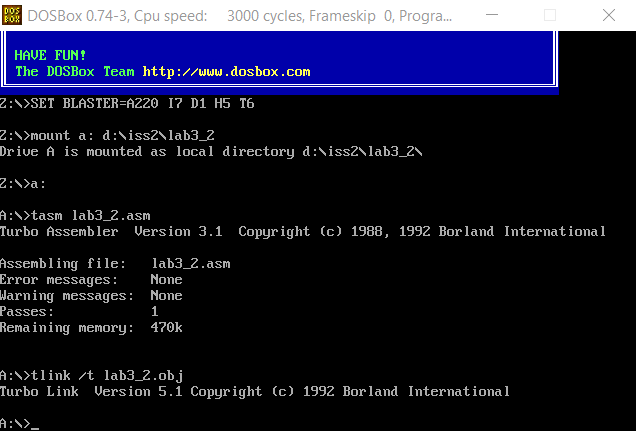 DOS
BOX
DOSBox 0.74-3, Cpu speed:    3000 cycles, Frameskip  0, Progra...
HAVE FUN!
The DOSBox Team http://www.dosbox.com
Z:\>SET BLASTER=A220 I7 D1 H5 T6
Z:\>mount a: d:\iss2\lab3_2
Drive A is mounted as local directory d:\iss2\lab3_2\
Z:\>a:
A:\>tasm lab3_2.asm
Turbo Assembler  Version 3.1  Copyright (c) 1988, 1992 Borland International
Assembling file:   lab3_2.asm
Error messages:    None
Warning messages:  None
Passes:            1
Remaining memory:  470k
A:\>tlink /t lab3_2.obj
Turbo Link  Version 5.1 Copyright (c) 1992 Borland International
A:\>_